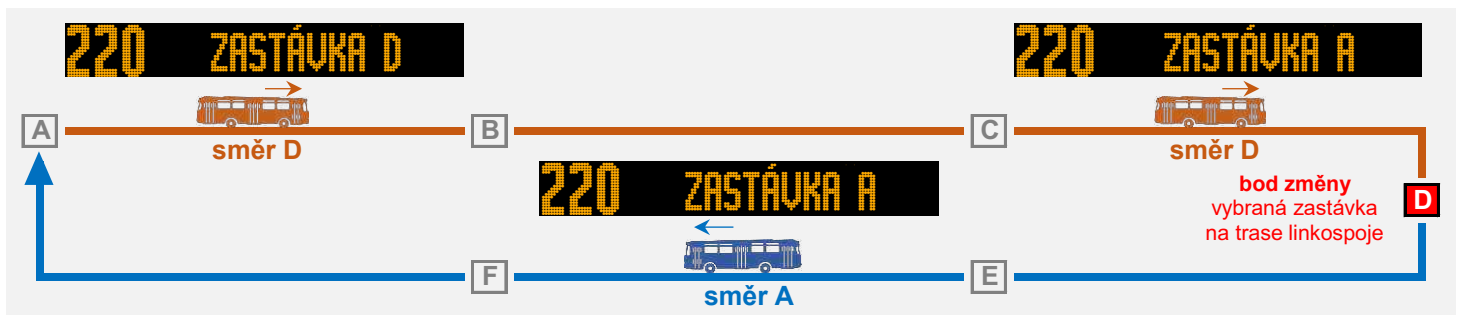 220 ZASTÁVKA D
220 ZASTÁVKA A
A
B
C
směr D
směr D
220 ZASTÁVKA A
bod změny
vybraná zastávka
na trase linkospoje
D
F
E
směr A